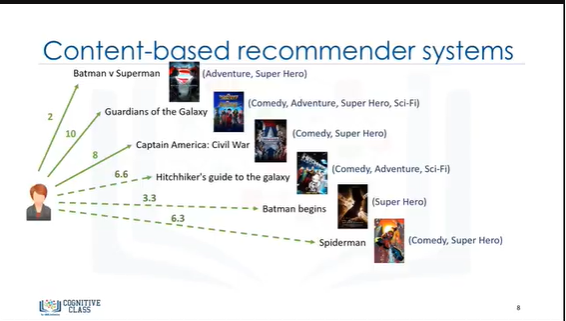 Content-based recommender systems
Batman v Superman (Adventure, Super Hero)
2
Guardians of the Galaxy (Comedy, Adventure, Super Hero, Sci-Fi)
10
Captain America: Civil War (Comedy, Super Hero)
8
Hitchhiker's guide to the galaxy (Comedy, Adventure, Sci-Fi)
6.6
Batman begins (Super Hero)
3.3
Spiderman (Comedy, Super Hero)
6.3
COGNITIVE
CLASS
8